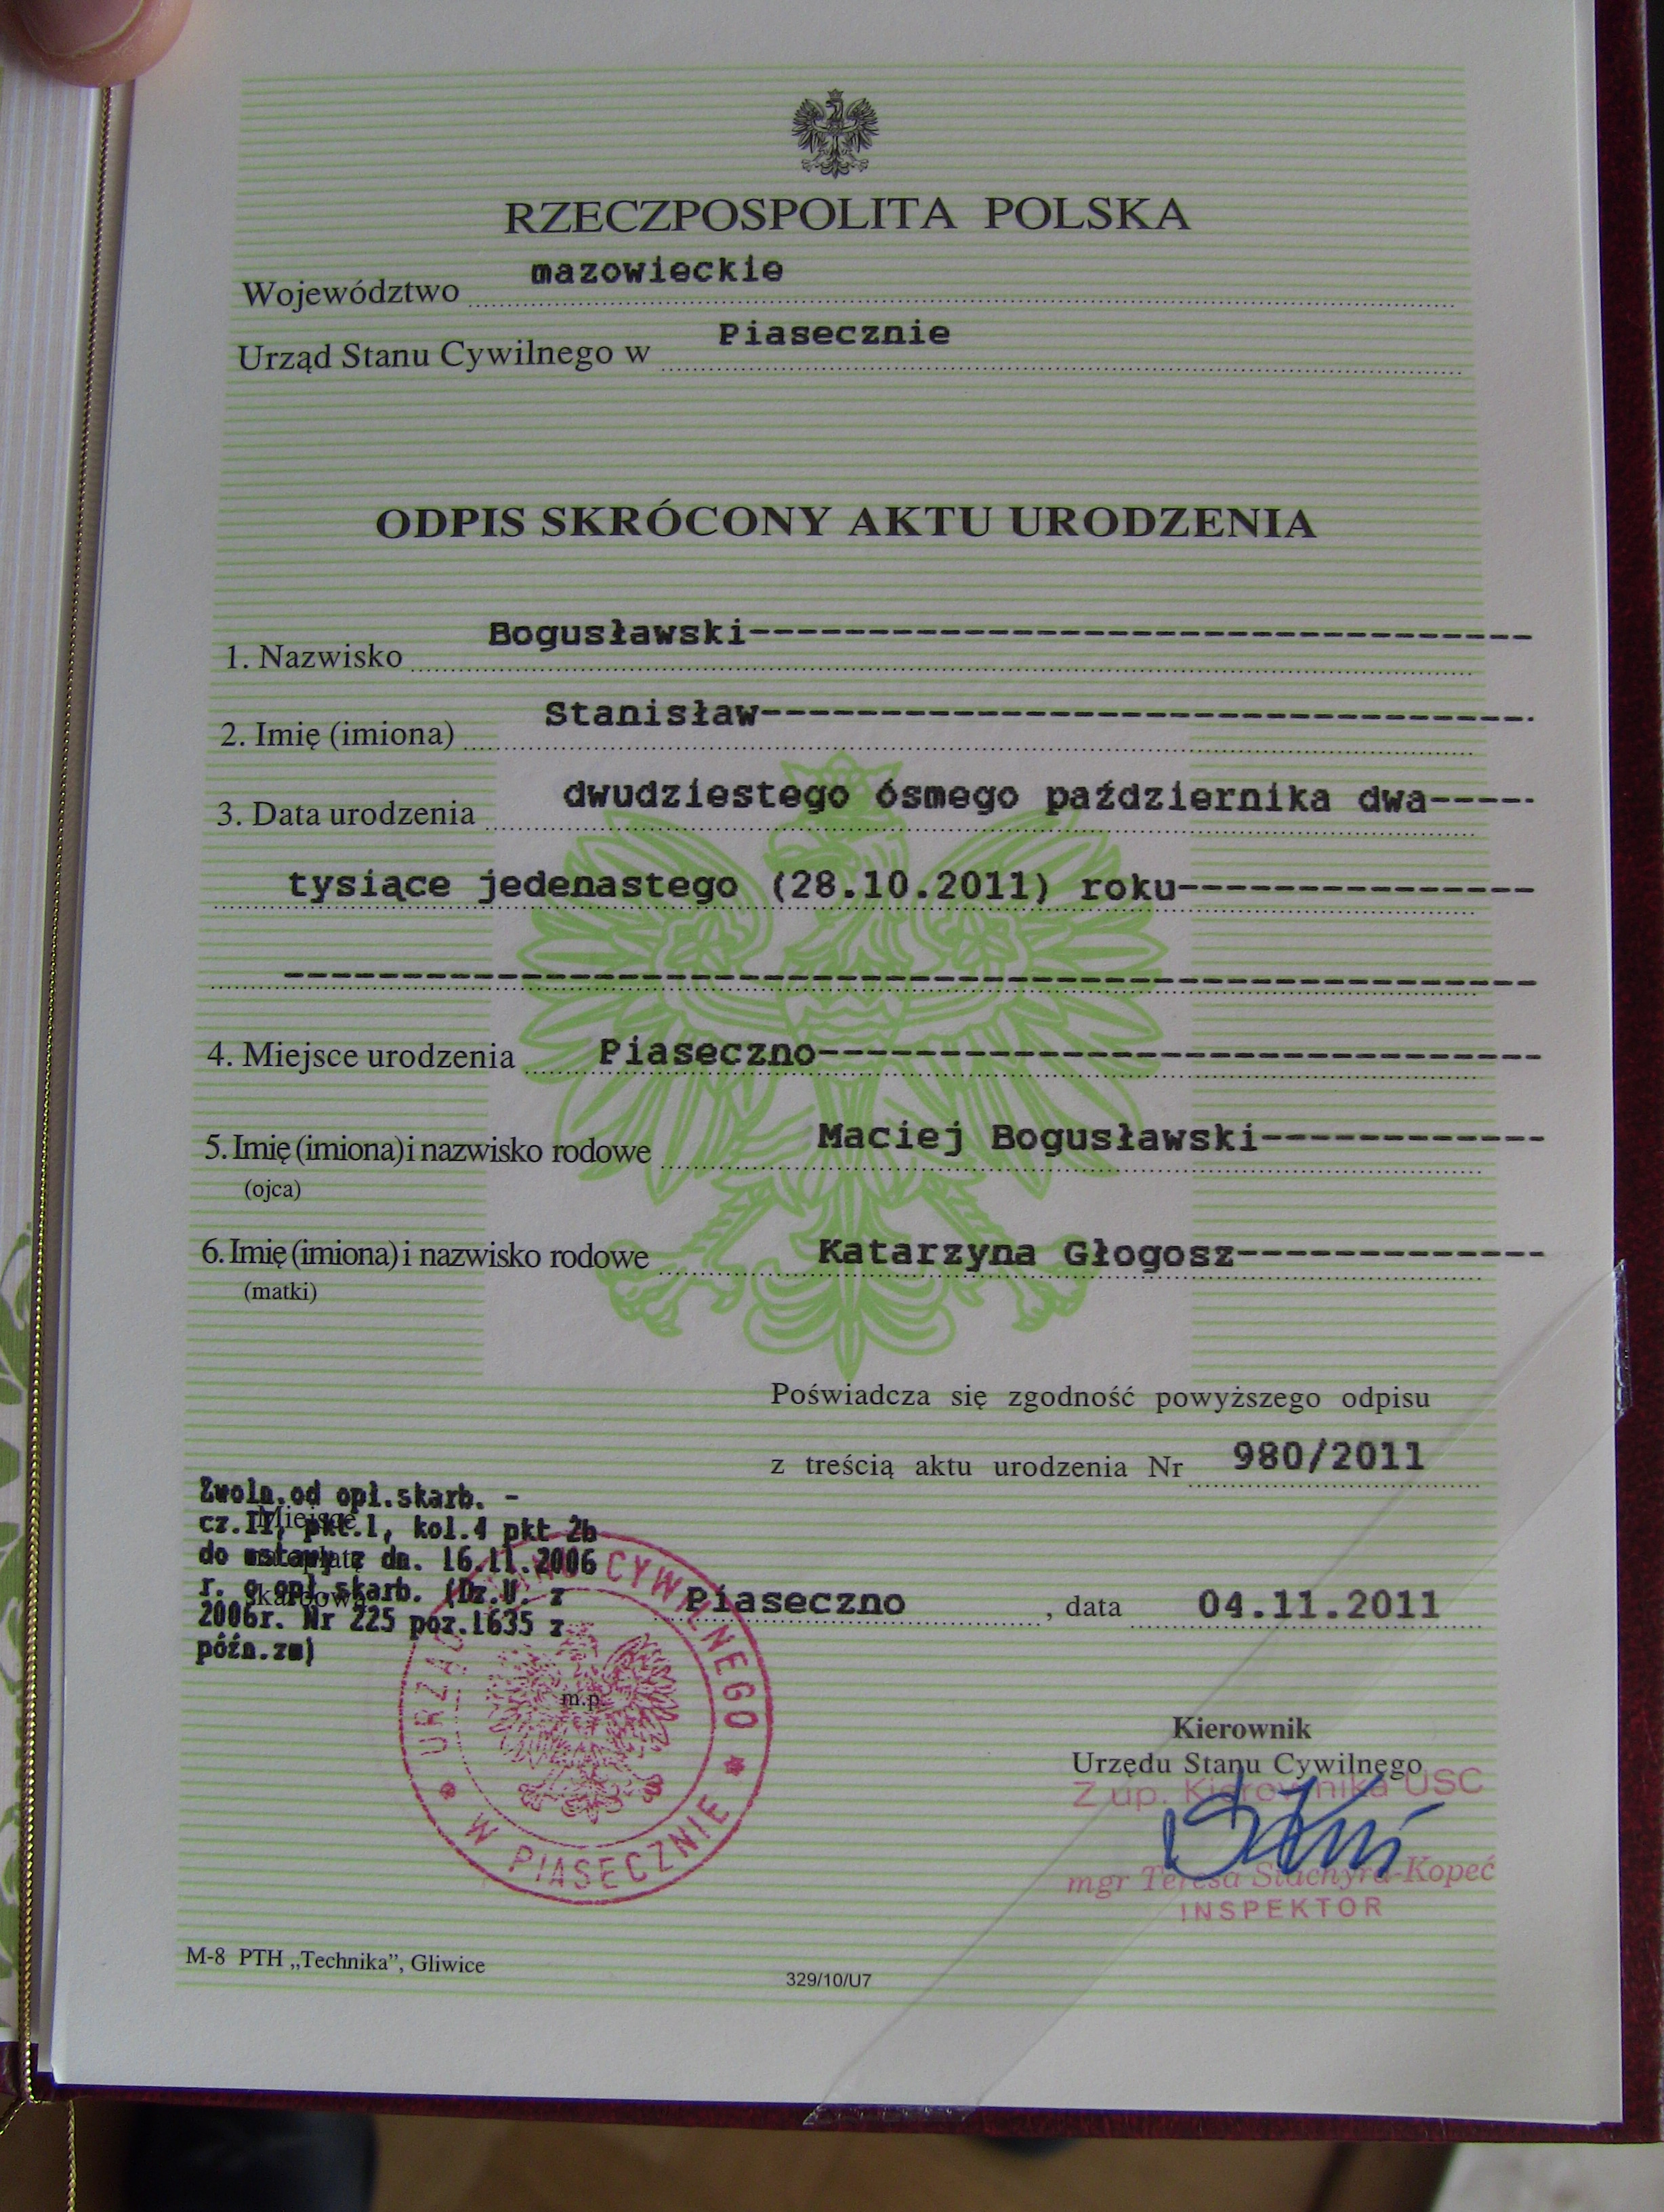 RZECZPOSPOLITA POLSKA
Województwo mazowieckie
Urząd Stanu Cywilnego w Piasecznie
ODPIS SKRÓCONY AKTU URODZENIA
1. Nazwisko Bogusławski
2. Imię (imiona) Stanisław
3. Data urodzenia dwudziestego ósmego października dwa
tysiące jedenastego (28.10.2011) roku
4. Miejsce urodzenia Piaseczno
5. Imię (imiona) i nazwisko rodowe Maciej Bogusławski
(ojca)
6. Imię (imiona) i nazwisko rodowe Katarzyna Głogosz
(matki)
Poświadcza się zgodność powyższego odpisu
z treścią aktu urodzenia Nr 980/2011
Zwoln.od opł.skarb. -
cz.II, pkt.1, kol.4 pkt 2b
do ustawy z dn. 16.11.2006
r. o opł.skarb. (Dz.U. z
2006r. Nr 225 poz.1635 z
późn.zm)
Miejsce
skarbową
Piaseczno, data 04.11.2011
URZĄD STANU CYWILNEGO * W PIASECZNIE *
m.p.
Kierownik
Urzędu Stanu Cywilnego
Z up. Kierownika USC
mgr Teresa Stachyra-Kopeć
INSPEKTOR
M-8 PTH „Technika”, Gliwice
329/10/U7